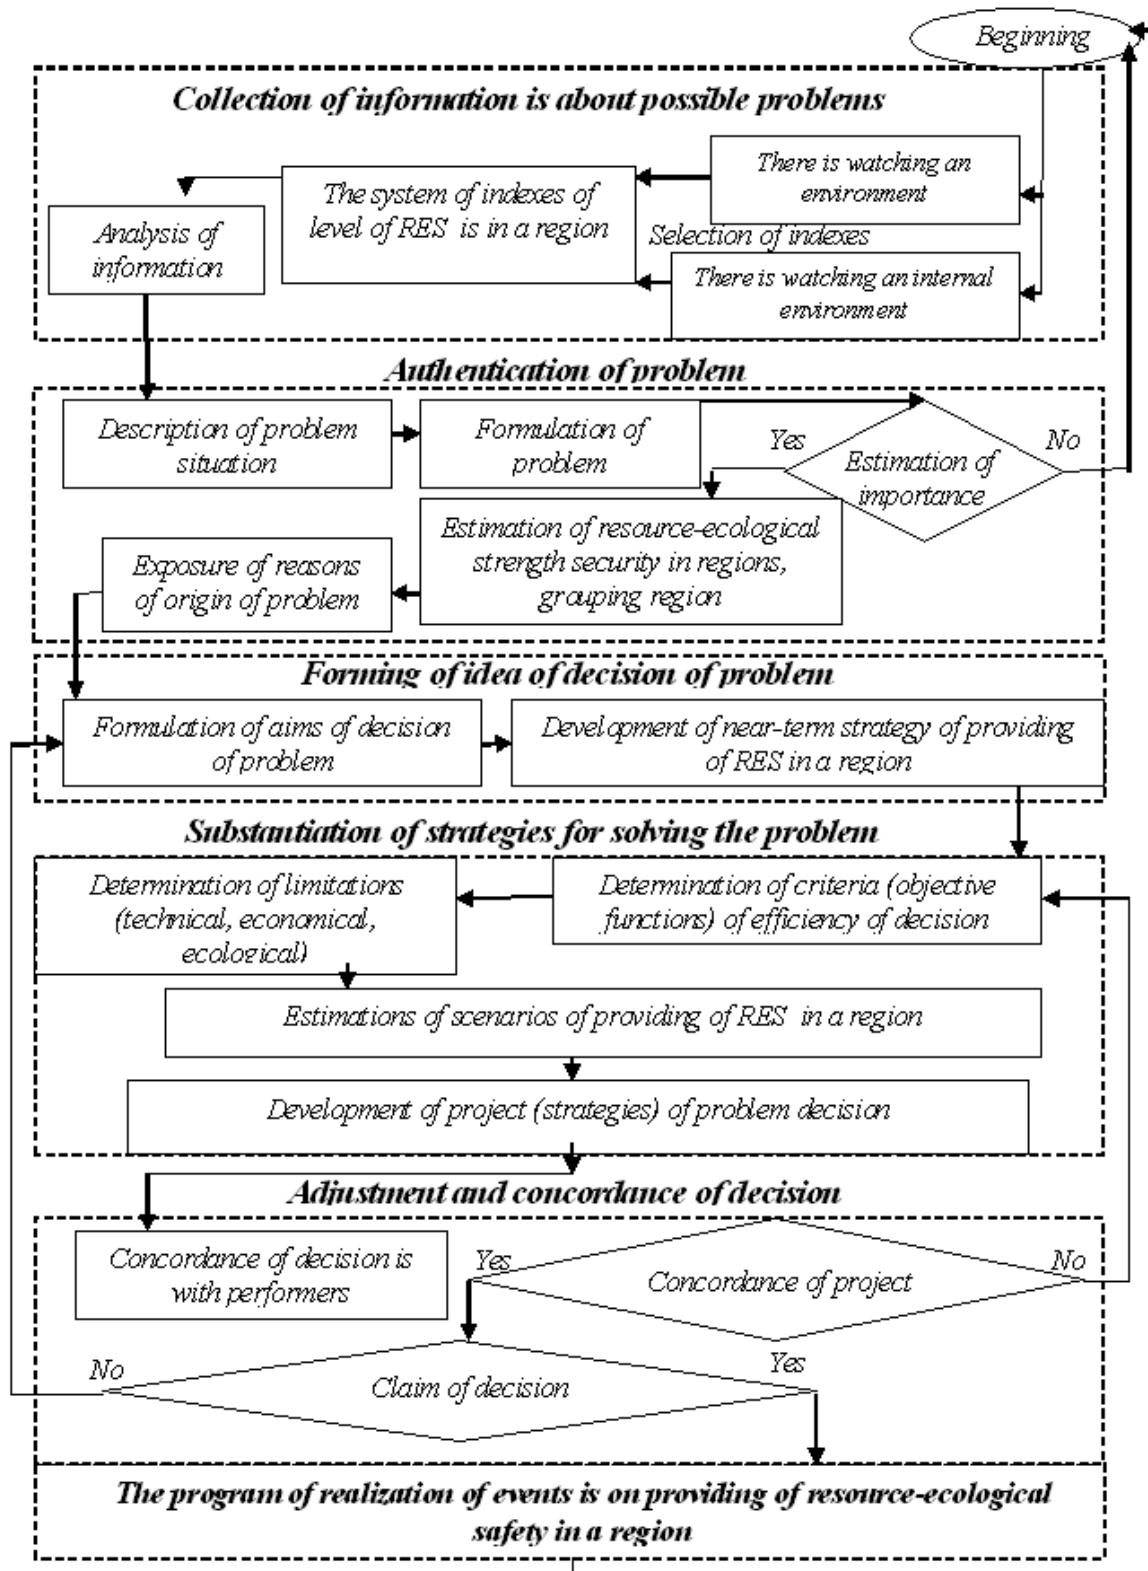 Beginning
Collection of information is about possible problems
There is watching an
environment
The system of indexes of
level of RES is in a region
Selection of indexes
Analysis of
information
There is watching an internal
environment
Authentication of problem
Description of problem
situation
Formulation of
problem
Yes
No
Estimation of
importance
Estimation of resource-ecological
strength security in regions,
grouping region
Exposure of reasons
of origin of problem
Forming of idea of decision of problem
Formulation of aims of decision
of problem
Development of near-term strategy of providing
of RES in a region
Substantiation of strategies for solving the problem
Determination of limitations
(technical, economical,
ecological)
Determination of criteria (objective
functions) of efficiency of decision
Estimations of scenarios of providing of RES in a region
Development of project (strategies) of problem decision
Adjustment and concordance of decision
Concordance of decision is
with performers
Yes
No
Concordance of project
No
Yes
Claim of decision
The program of realization of events is on providing of resource-ecological
safety in a region